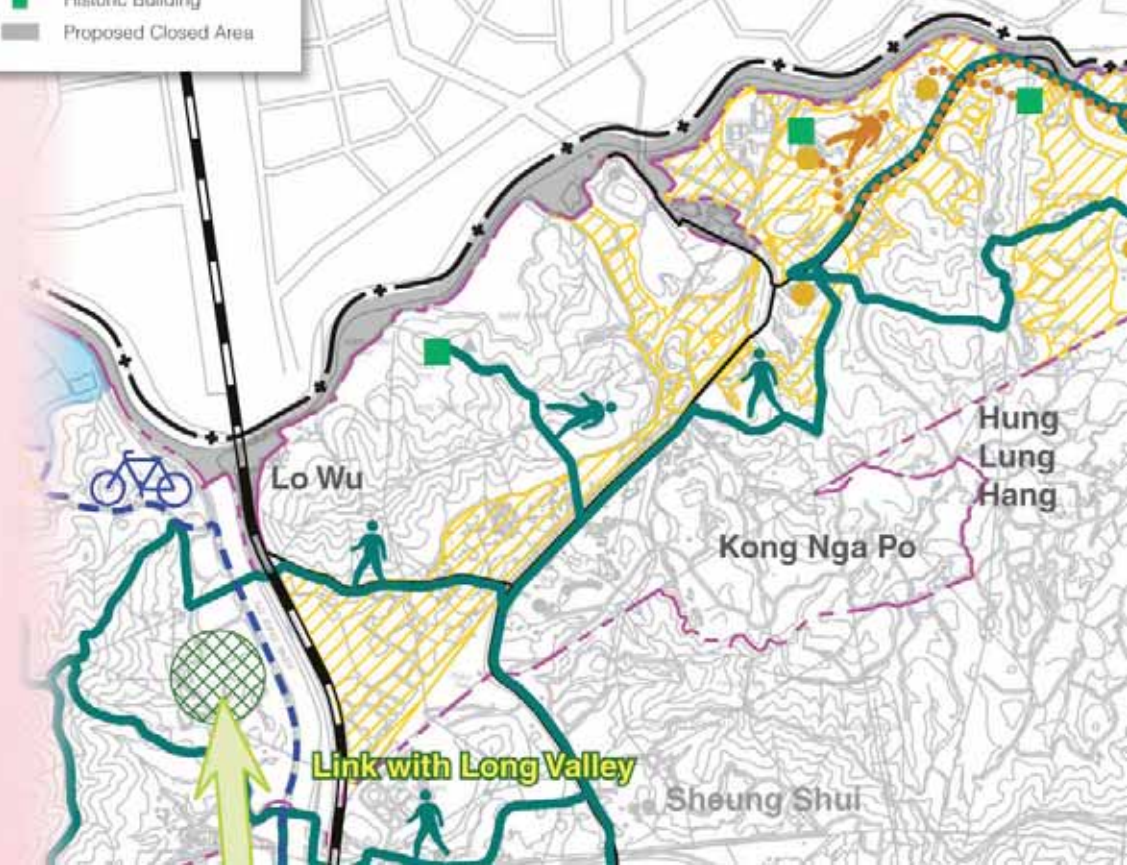 Historic Building
Proposed Closed Area
Hung
Lung
Hang
Lo Wu
Kong Nga Po
Link with Long Valley
Sheung Shui